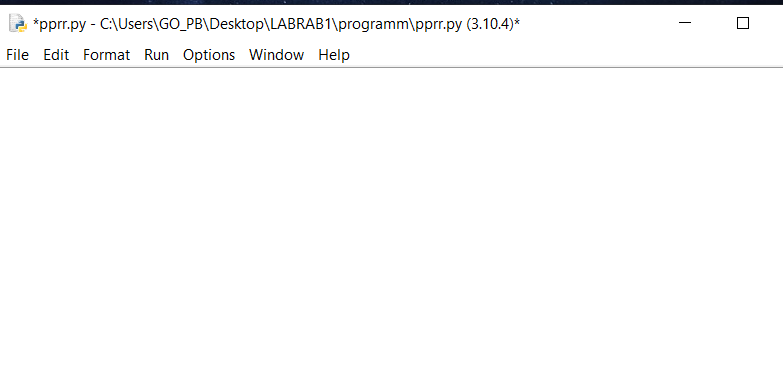 *pprr.py - C:\Users\GO_PB\Desktop\LABRAB1\programm\pprr.py (3.10.4)*
File Edit Format Run Options Window Help